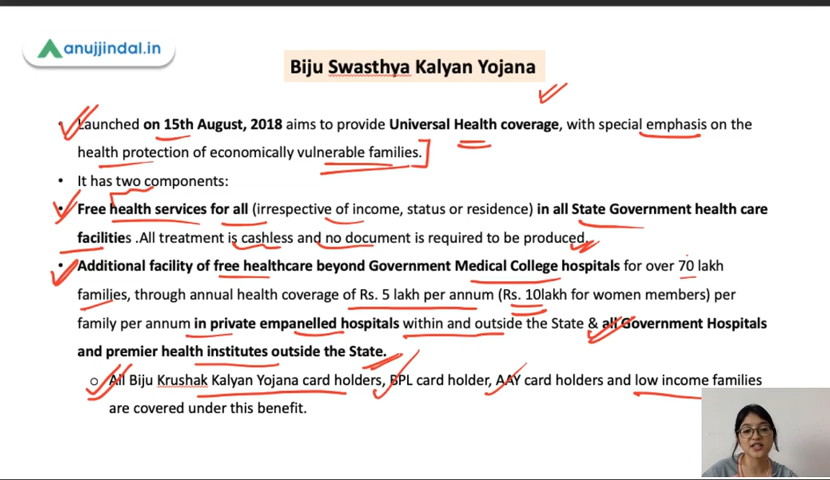 anujjindal.in
Biju Swasthya Kalyan Yojana
• Launched on 15th August, 2018 aims to provide Universal Health coverage, with special emphasis on the
health protection of economically vulnerable families.
• It has two components:
• Free health services for all (irrespective of income, status or residence) in all State Government health care
facilities .All treatment is cashless and no document is required to be produced.
• Additional facility of free healthcare beyond Government Medical College hospitals for over 70 lakh
families, through annual health coverage of Rs. 5 lakh per annum (Rs. 10lakh for women members) per
family per annum in private empanelled hospitals within and outside the State & all Government Hospitals
and premier health institutes outside the State.
o All Biju Krushak Kalyan Yojana card holders, BPL card holder, AAY card holders and low income families
are covered under this benefit.